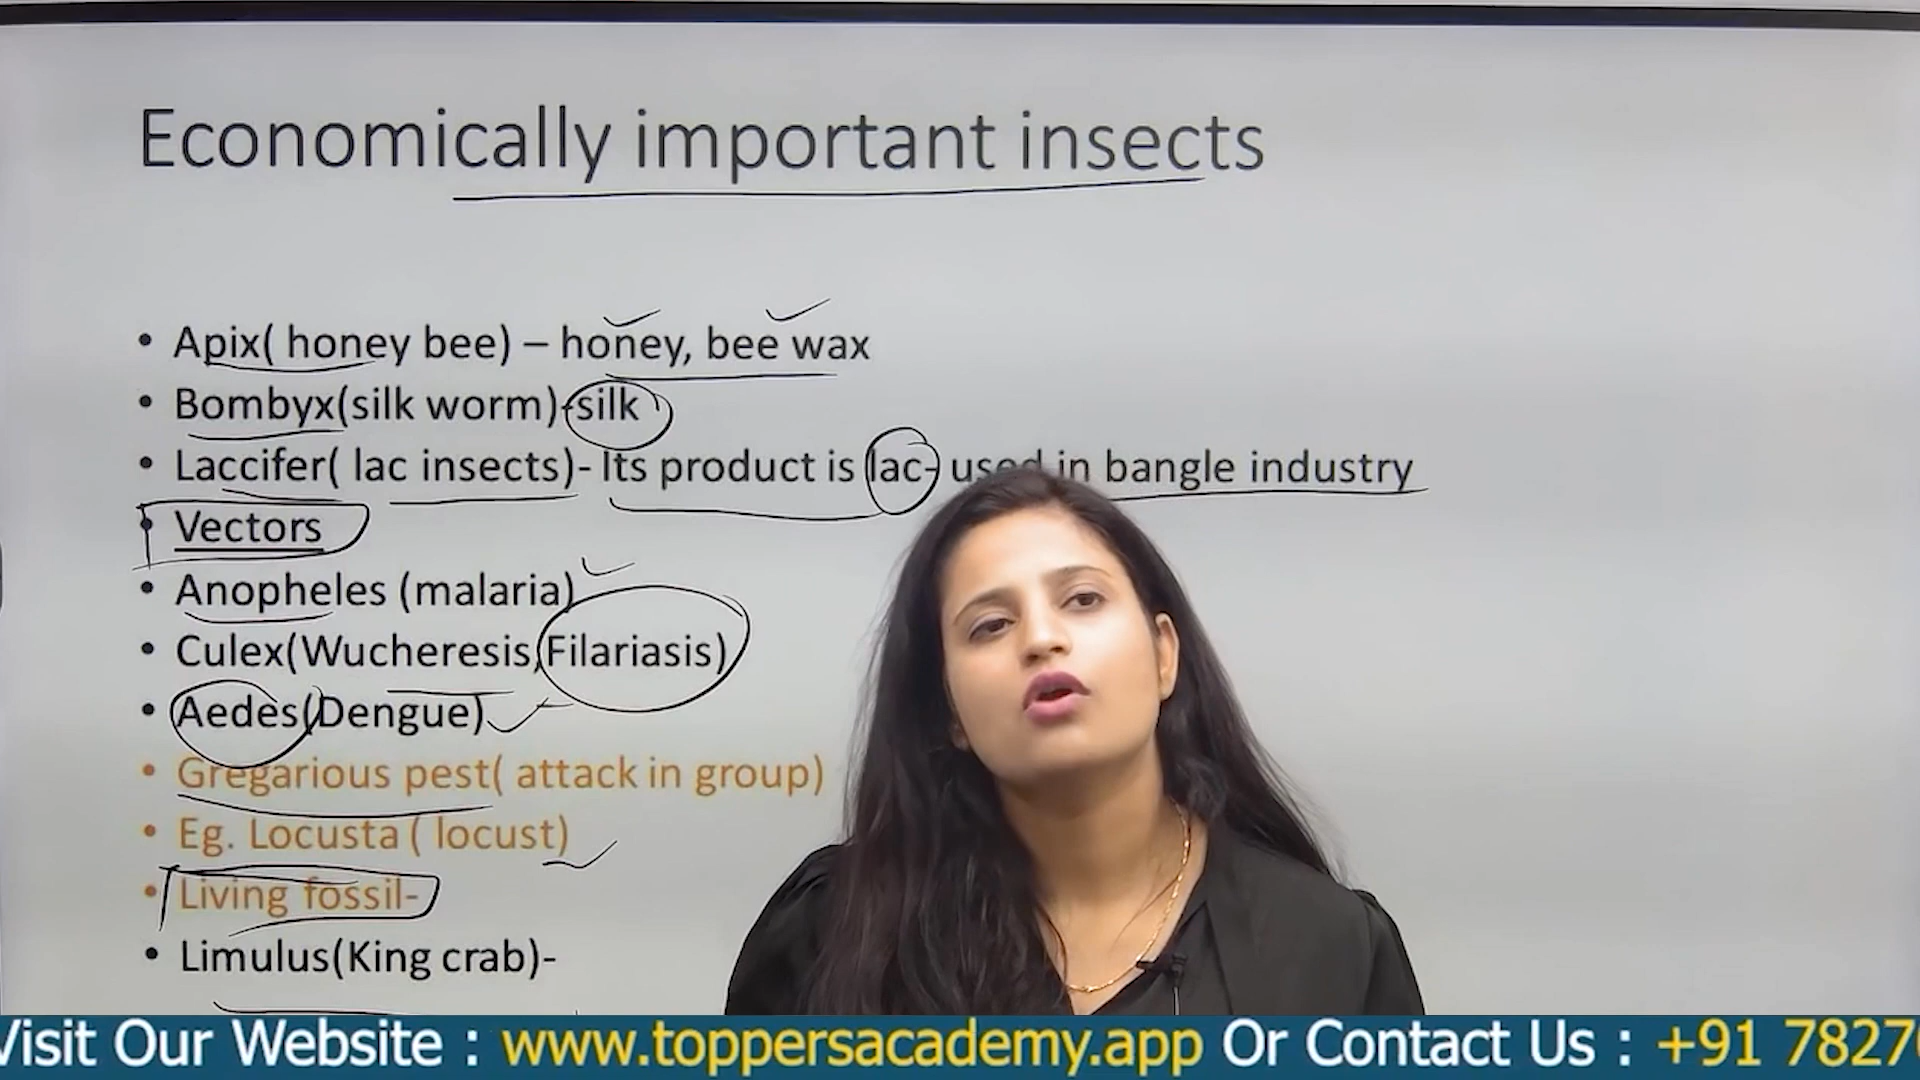 Economically important insects
• Apix( honey bee) – honey, bee wax
• Bombyx(silk worm)-silk
• Laccifer( lac insects)- Its product is lac- used in bangle industry
• Vectors
• Anopheles (malaria)
• Culex(Wucheresis,Filariasis)
• Aedes(Dengue)
• Gregarious pest( attack in group)
• Eg. Locusta ( locust)
• Living fossil-
• Limulus(King crab)-
Visit Our Website : www.toppersacademy.app Or Contact Us : +91 7827